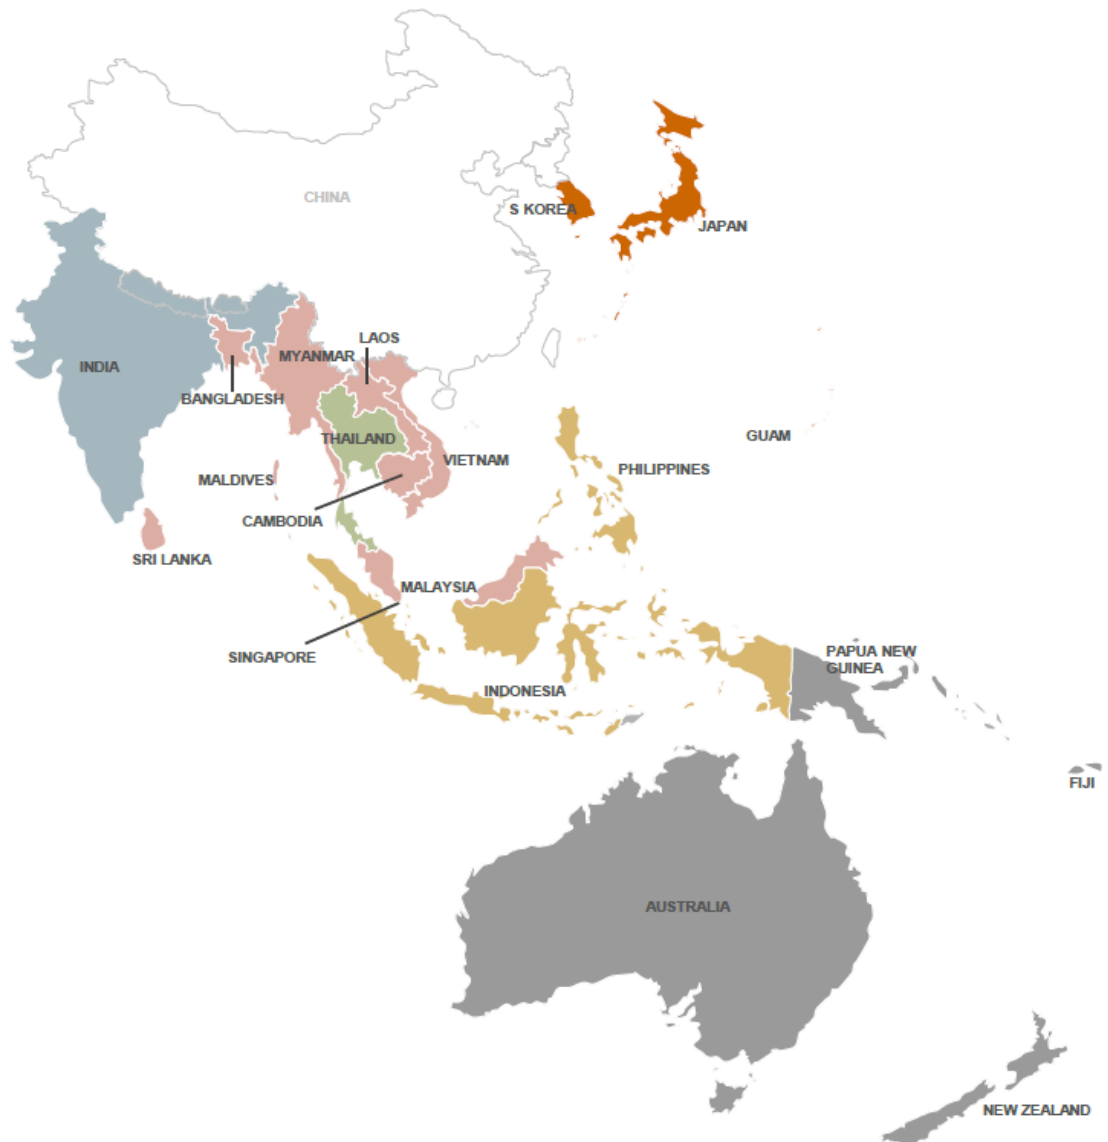 CHINA
S KOREA
JAPAN
LAOS
MYANMAR
INDIA
BANGLADESH
THAILAND
GUAM
VIETNAM
PHILIPPINES
MALDIVES
CAMBODIA
SRI LANKA
MALAYSIA
SINGAPORE
PAPUA NEW
GUINEA
INDONESIA
FIJI
AUSTRALIA
NEW ZEALAND